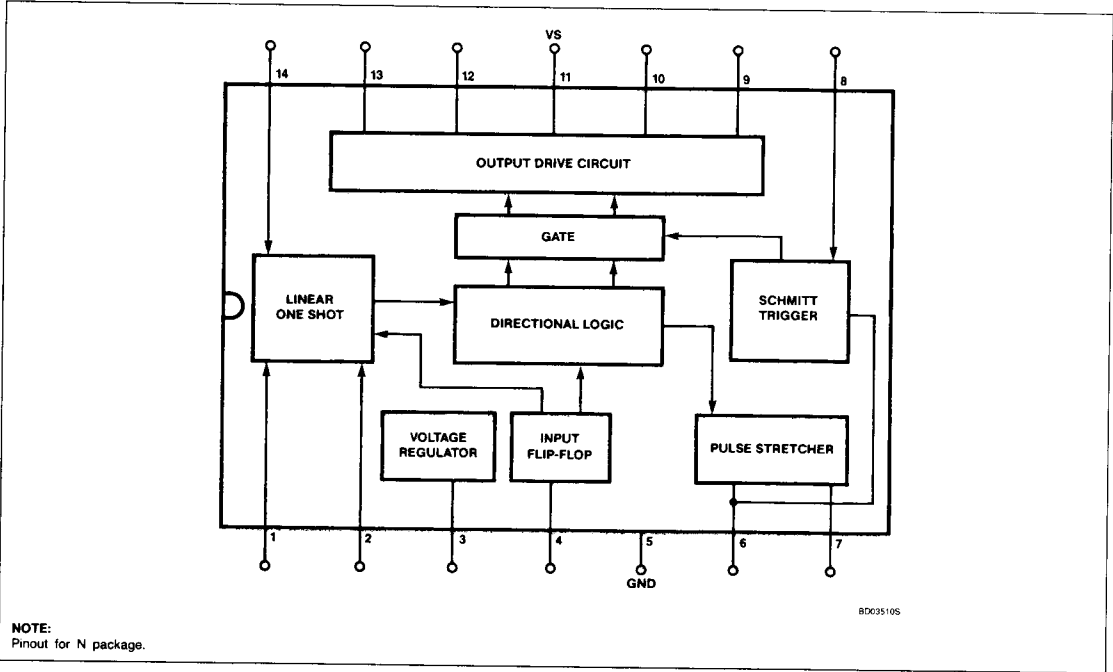 VS
14 13 12 11 10 9 8
OUTPUT DRIVE CIRCUIT
GATE
LINEAR
ONE SHOT
DIRECTIONAL LOGIC
SCHMITT
TRIGGER
VOLTAGE
REGULATOR
INPUT
FLIP-FLOP
PULSE STRETCHER
1 2 3 4 5 6 7
GND
BD03510S
NOTE:
Pinout for N package.